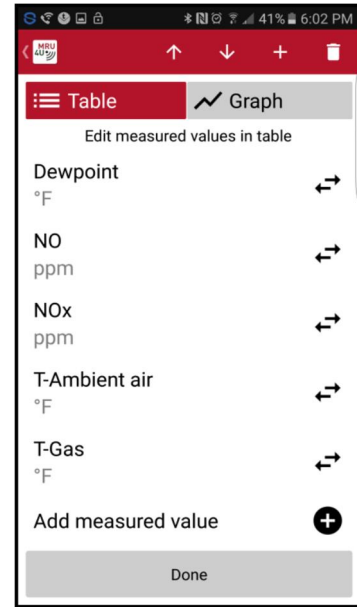 41% 6:02 PM
MRU
4U
Table
Graph
Edit measured values in table
Dewpoint
°F
NO
ppm
NOx
ppm
T-Ambient air
°F
T-Gas
°F
Add measured value
Done